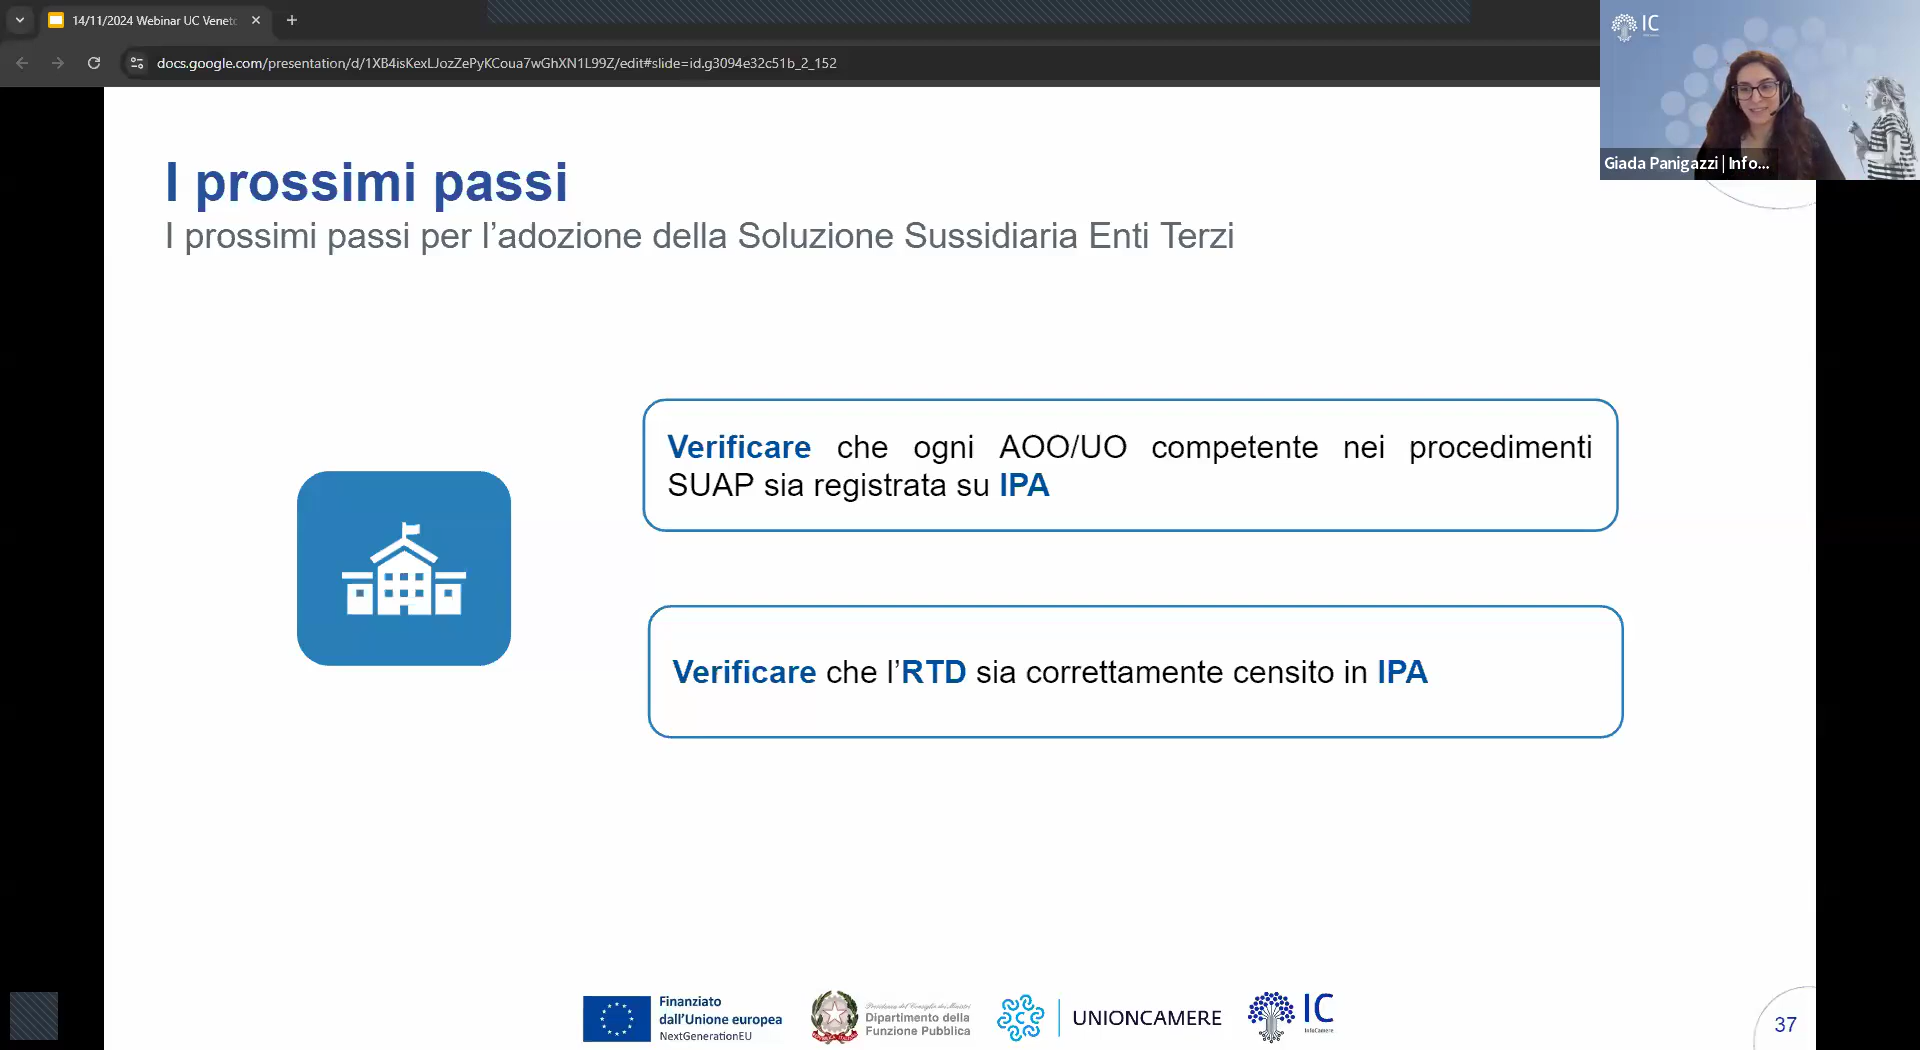 14/11/2024 Webinar UC Veneto
docs.google.com/presentation/d/1XB4isKexLJozZePyKCoua7wGhXN1L99Z/edit#slide=id.g3094e32c51b_2_152
IC
Giada Panigazzi | Info...
I prossimi passi
I prossimi passi per l’adozione della Soluzione Sussidiaria Enti Terzi
Verificare che ogni AOO/UO competente nei procedimenti
SUAP sia registrata su IPA
Verificare che l’RTD sia correttamente censito in IPA
Finanziato
dall'Unione europea
NextGenerationEU
Presidenza del Consiglio dei Ministri
Dipartimento della
Funzione Pubblica
UNIONCAMERE
IC
InfoCamere
37